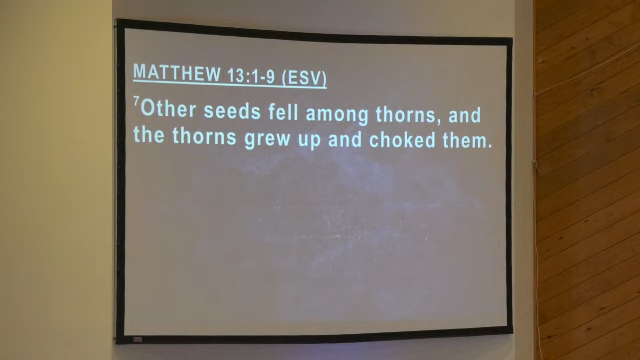 MATTHEW 13:1-9 (ESV)
7Other seeds fell among thorns, and
the thorns grew up and choked them.